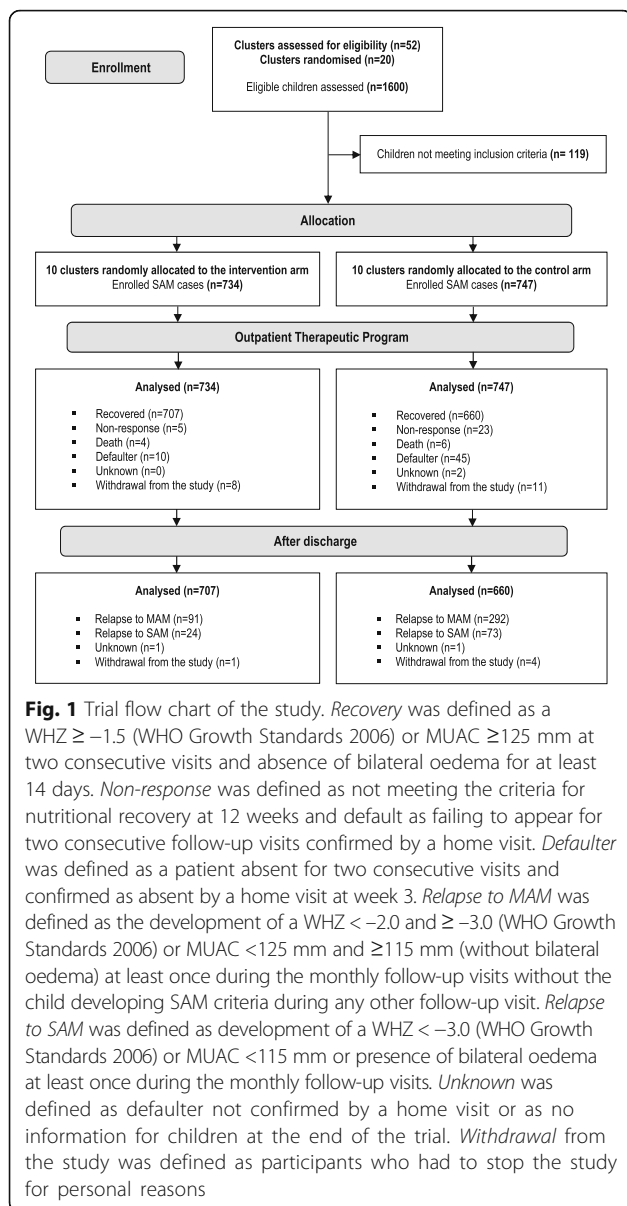 Enrollment
Clusters assessed for eligibility (n=52)
Clusters randomised (n=20)
Eligible children assessed (n=1600)
Children not meeting inclusion criteria (n= 119)
Allocation
10 clusters randomly allocated to the intervention arm
Enrolled SAM cases (n=734)
10 clusters randomly allocated to the control arm
Enrolled SAM cases (n=747)
Outpatient Therapeutic Program
Analysed (n=734)
▪ Recovered (n=707)
▪ Non-response (n=5)
▪ Death (n=4)
▪ Defaulter (n=10)
▪ Unknown (n=0)
▪ Withdrawal from the study (n=8)
Analysed (n=747)
▪ Recovered (n=660)
▪ Non-response (n=23)
▪ Death (n=6)
▪ Defaulter (n=45)
▪ Unknown (n=2)
▪ Withdrawal from the study (n=11)
After discharge
Analysed (n=707)
▪ Relapse to MAM (n=91)
▪ Relapse to SAM (n=24)
▪ Unknown (n=1)
▪ Withdrawal from the study (n=1)
Analysed (n=660)
▪ Relapse to MAM (n=292)
▪ Relapse to SAM (n=73)
▪ Unknown (n=1)
▪ Withdrawal from the study (n=4)
Fig. 1 Trial flow chart of the study. Recovery was defined as a
WHZ ≥ −1.5 (WHO Growth Standards 2006) or MUAC ≥125 mm at
two consecutive visits and absence of bilateral oedema for at least
14 days. Non-response was defined as not meeting the criteria for
nutritional recovery at 12 weeks and default as failing to appear for
two consecutive follow-up visits confirmed by a home visit. Defaulter
was defined as a patient absent for two consecutive visits and
confirmed as absent by a home visit at week 3. Relapse to MAM was
defined as the development of a WHZ < −2.0 and ≥ −3.0 (WHO Growth
Standards 2006) or MUAC <125 mm and ≥115 mm (without bilateral
oedema) at least once during the monthly follow-up visits without the
child developing SAM criteria during any other follow-up visit. Relapse
to SAM was defined as development of a WHZ < −3.0 (WHO Growth
Standards 2006) or MUAC <115 mm or presence of bilateral oedema
at least once during the monthly follow-up visits. Unknown was
defined as defaulter not confirmed by a home visit or as no
information for children at the end of the trial. Withdrawal from
the study was defined as participants who had to stop the study
for personal reasons